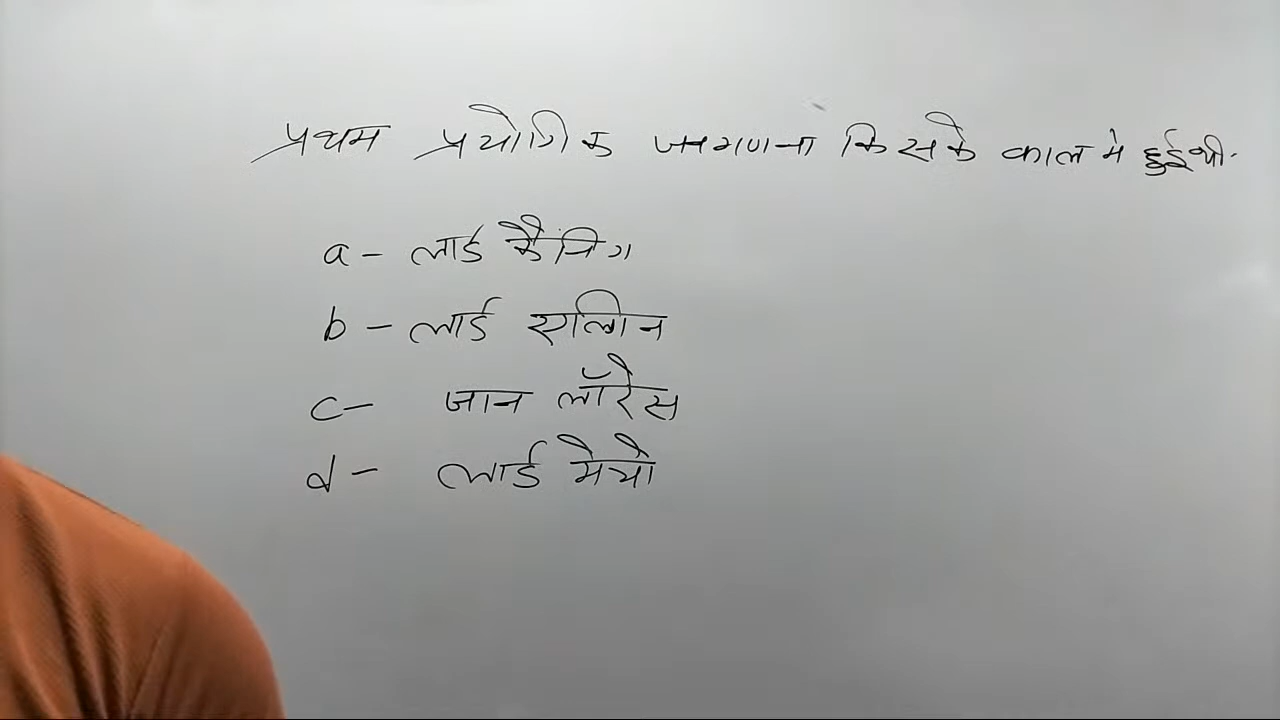 प्रथम प्रयोगिक जनगणना किसके काल मे हुई थी.
a - लार्ड कैनिंग
b - लार्ड एल्गिन
c - जान लॉरेंस
d - लार्ड मेयो